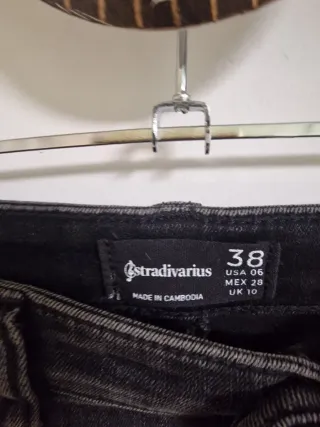 stradivarius
MADE IN CAMBODIA
38
USA 06
MEX 28
UK 10